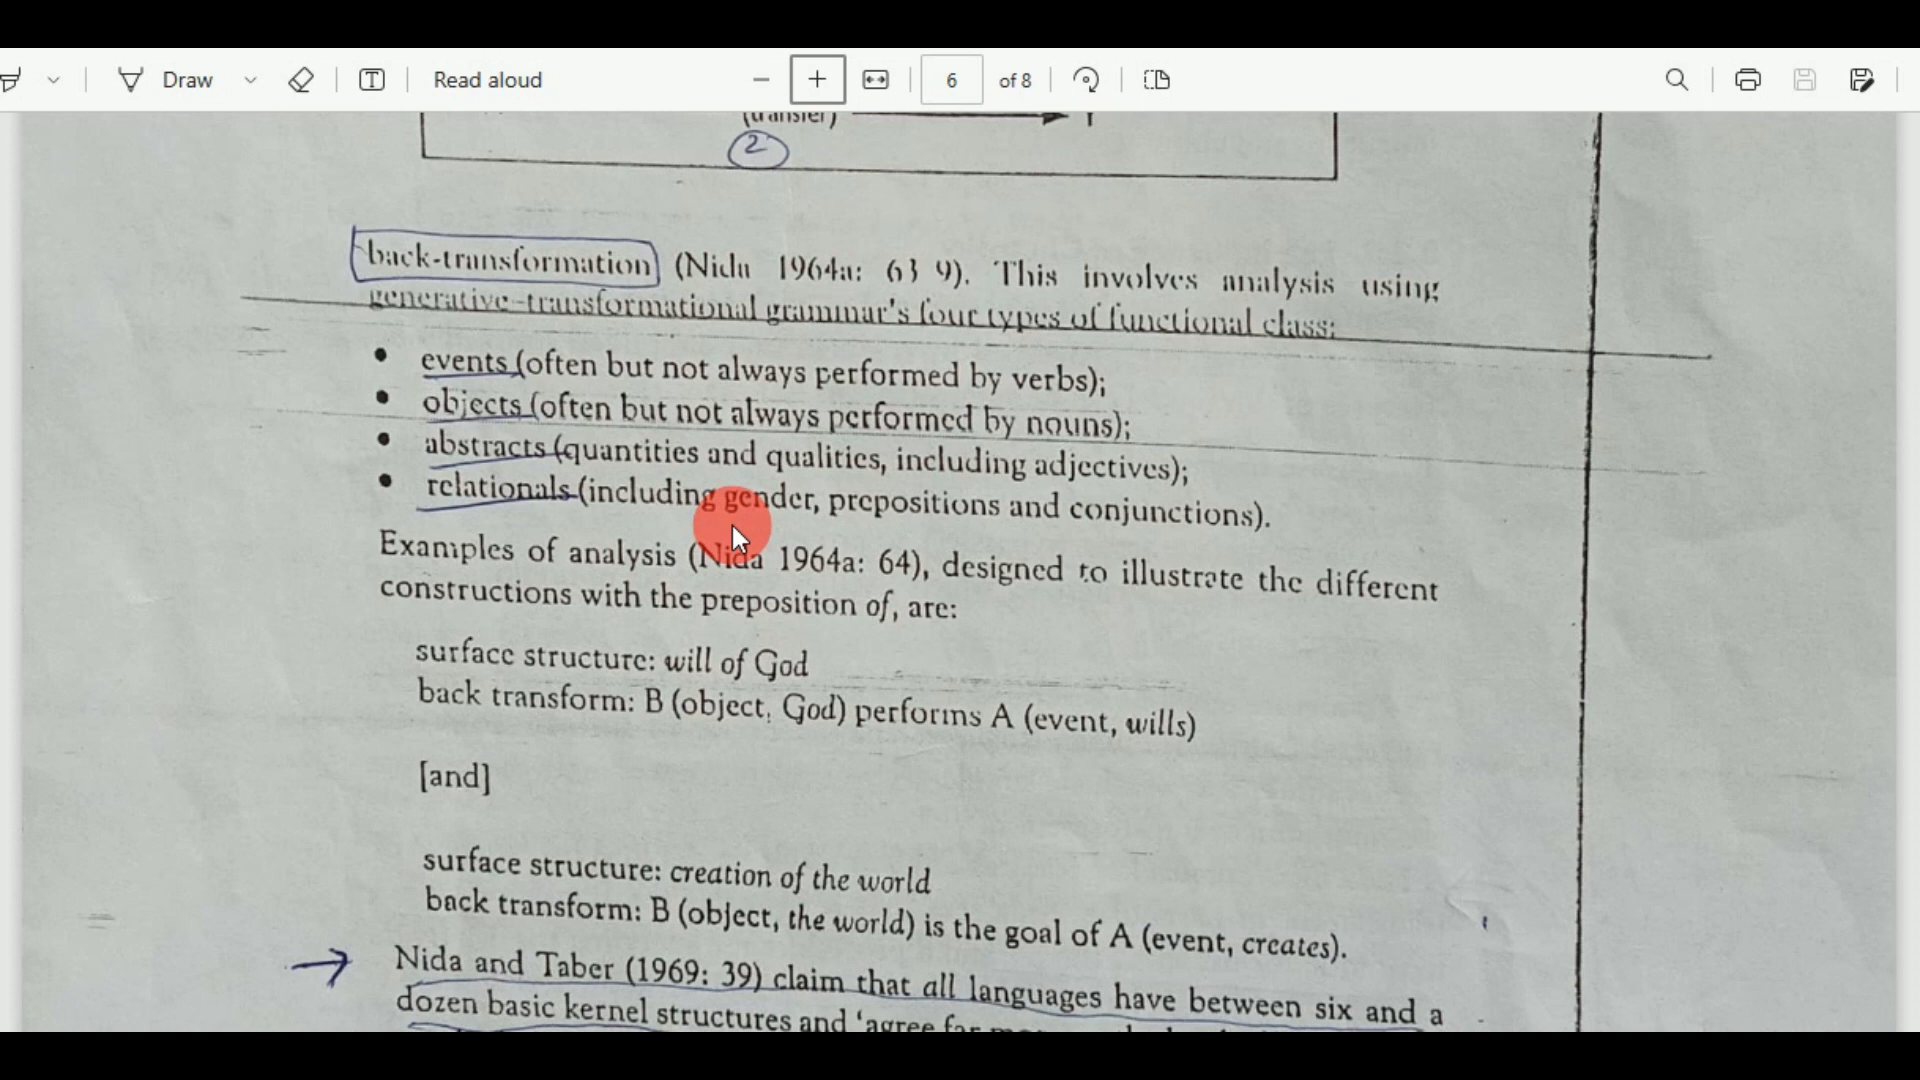 Draw
Read aloud
6 of 8
(transfer)
2
back-transformation (Nida 1964a: 63-9). This involves analysis using
generative-transformational grammar's four types of functional class:
• events (often but not always performed by verbs);
• objects (often but not always performed by nouns);
• abstracts (quantities and qualities, including adjectives);
• relationals (including gender, prepositions and conjunctions).
Examples of analysis (Nida 1964a: 64), designed to illustrate the different
constructions with the preposition of, are:
surface structure: will of God
back transform: B (object, God) performs A (event, wills)
[and]
surface structure: creation of the world
back transform: B (object, the world) is the goal of A (event, creates).
Nida and Taber (1969: 39) claim that all languages have between six and a
dozen basic kernel structures and 'agree far